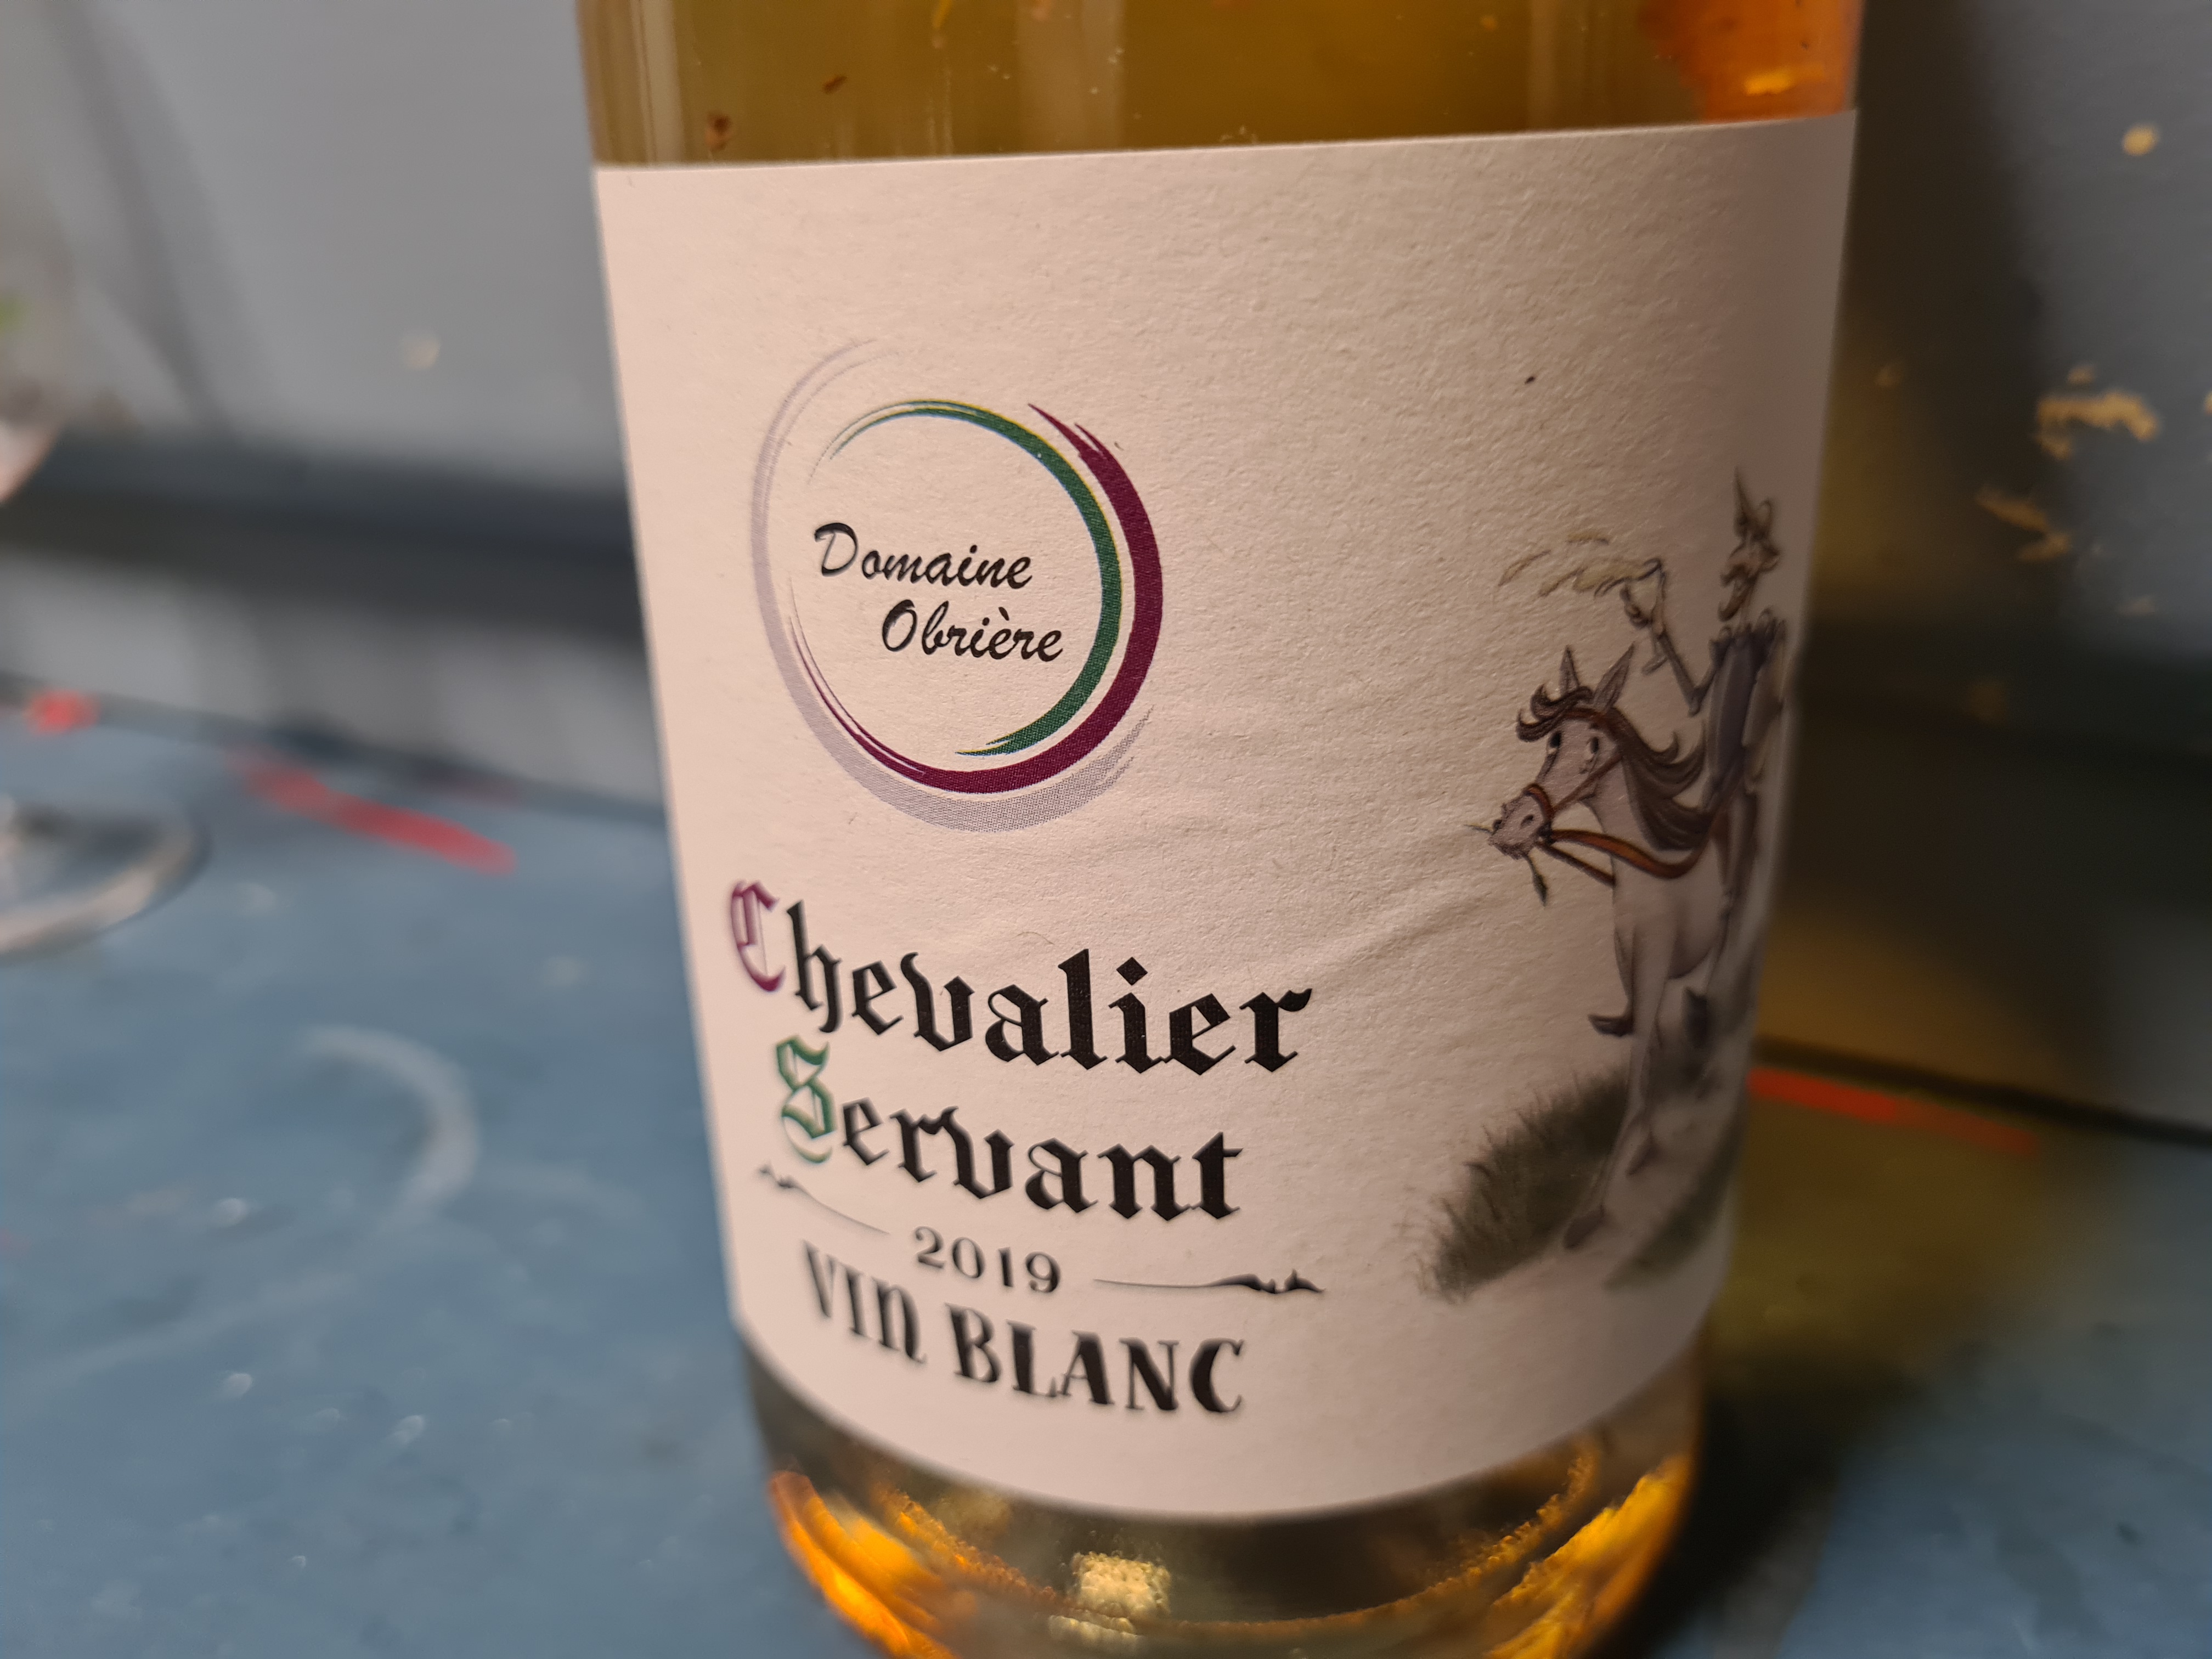 Domaine
Obrière
Chevalier
Servant
2019
VIN BLANC